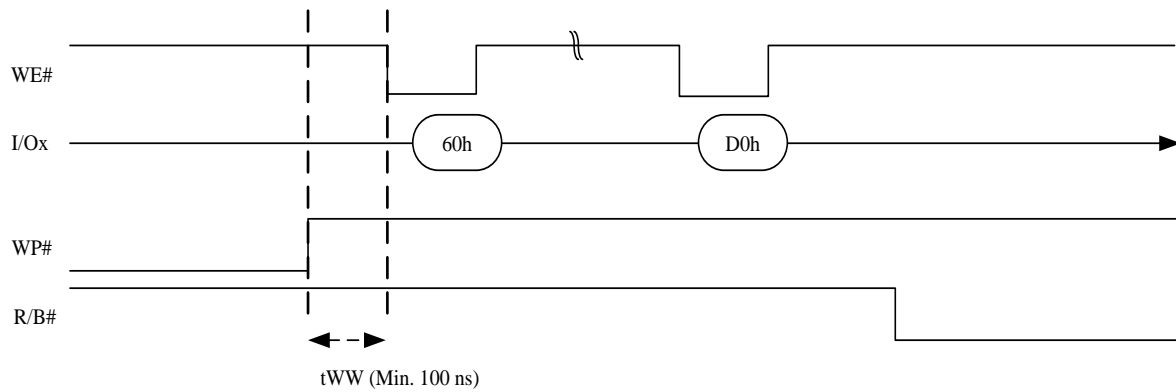 WE#
I/Ox
60h
D0h
WP#
R/B#
tWW (Min. 100 ns)